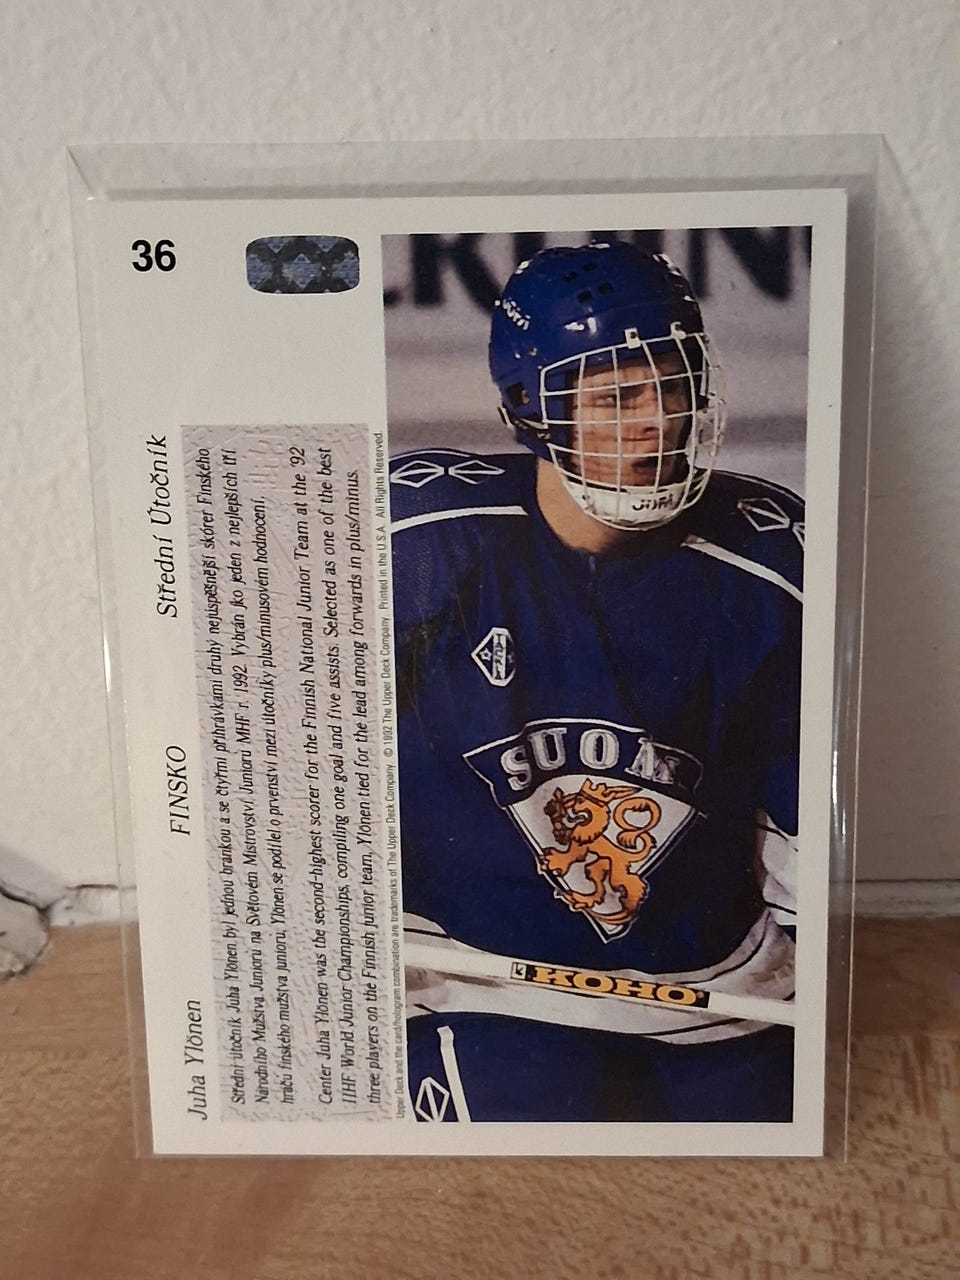 36
Juha Ylönen FINSKO Střední Útočník
Střední útočník Juha Ylönen byl jednou brankou a se čtyřmi přihrávkami druhý nejúspěšnější skórer Finského
Národního Mužstva Juniorů na Světovém Mistrovství Juniorů MHF r. 1992. Vybrán jko jeden z nejlepších tří
hráčů finského mužstva juniorů, Ylönen se podílel o prvenství mezi útočníky plus/minusovém hodnocení.
Center Juha Ylönen was the second-highest scorer for the Finnish National Junior Team at the '92
IIHF World Junior Championships, compiling one goal and five assists. Selected as one of the best
three players on the Finnish junior team, Ylönen tied for the lead among forwards in plus/minus.
Upper Deck and the card/hologram combination are trademarks of The Upper Deck Company. © 1992 The Upper Deck Company. Printed in the U.S.A. All Rights Reserved.
JOFA
SUOMI
KOHO